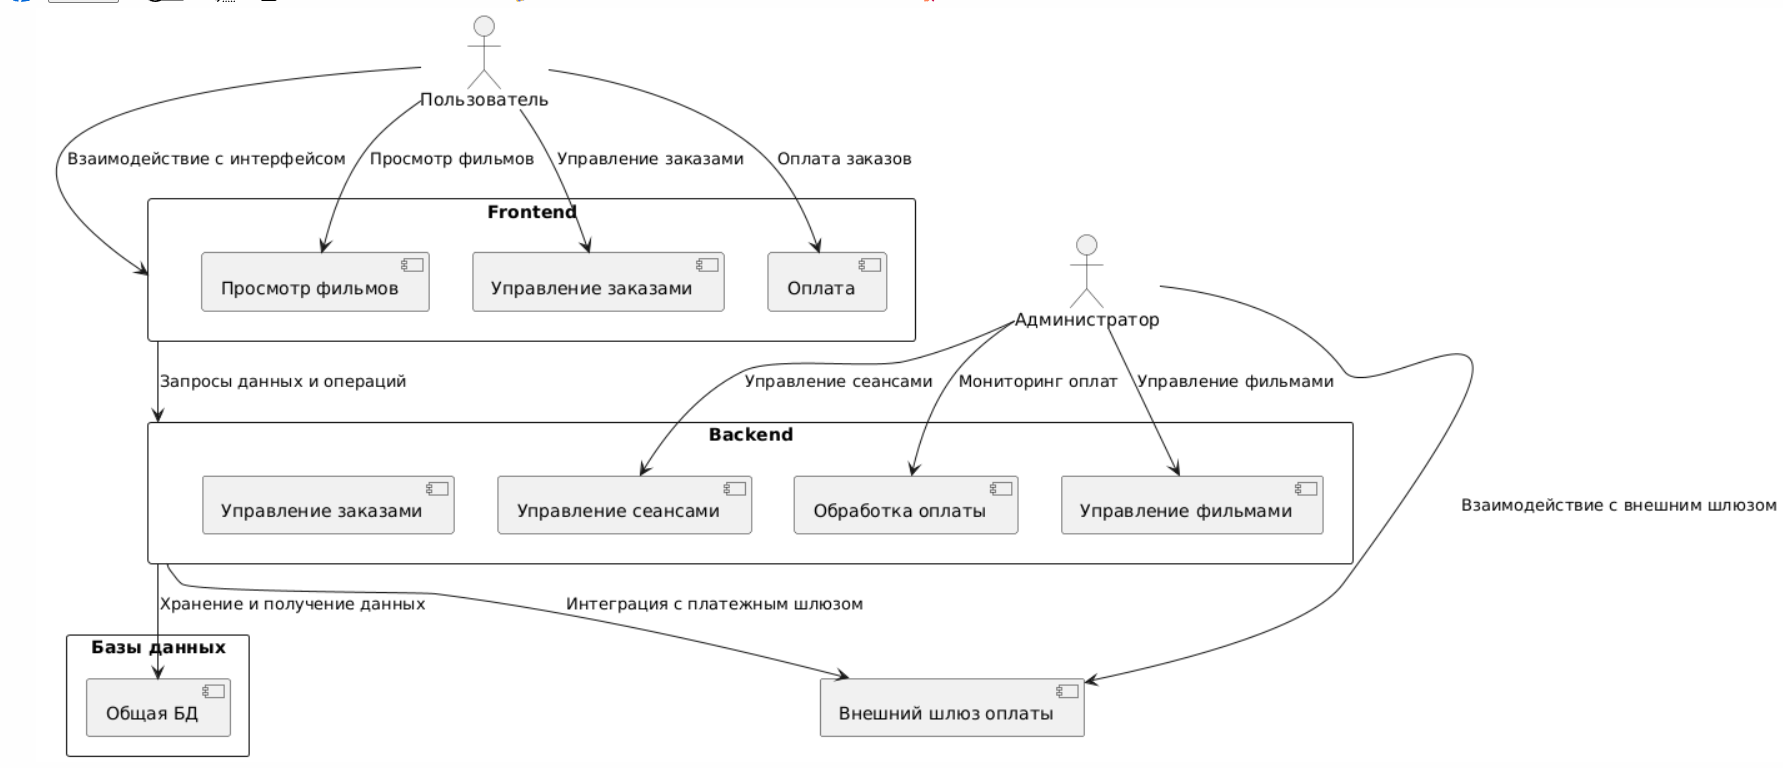 Пользователь
Взаимодействие с интерфейсом
Просмотр фильмов
Управление заказами
Оплата заказов
Frontend
Просмотр фильмов
Управление заказами
Оплата
Администратор
Запросы данных и операций
Управление сеансами
Мониторинг оплат
Управление фильмами
Backend
Управление заказами
Управление сеансами
Обработка оплаты
Управление фильмами
Взаимодействие с внешним шлюзом
Хранение и получение данных
Интеграция с платежным шлюзом
Базы данных
Общая БД
Внешний шлюз оплаты